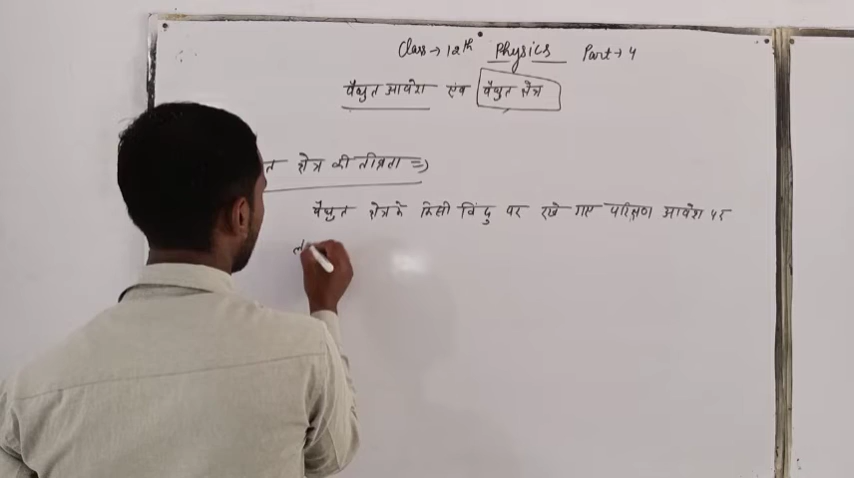 Class → 12th Physics Part → 4
वैधुत आवेश एंव वैधुत क्षेत्र
त क्षेत्र की तीव्रता ⇒)
वैधुत क्षेत्र के किसी बिंदु पर रखे गए परिक्षण आवेश पर
ल